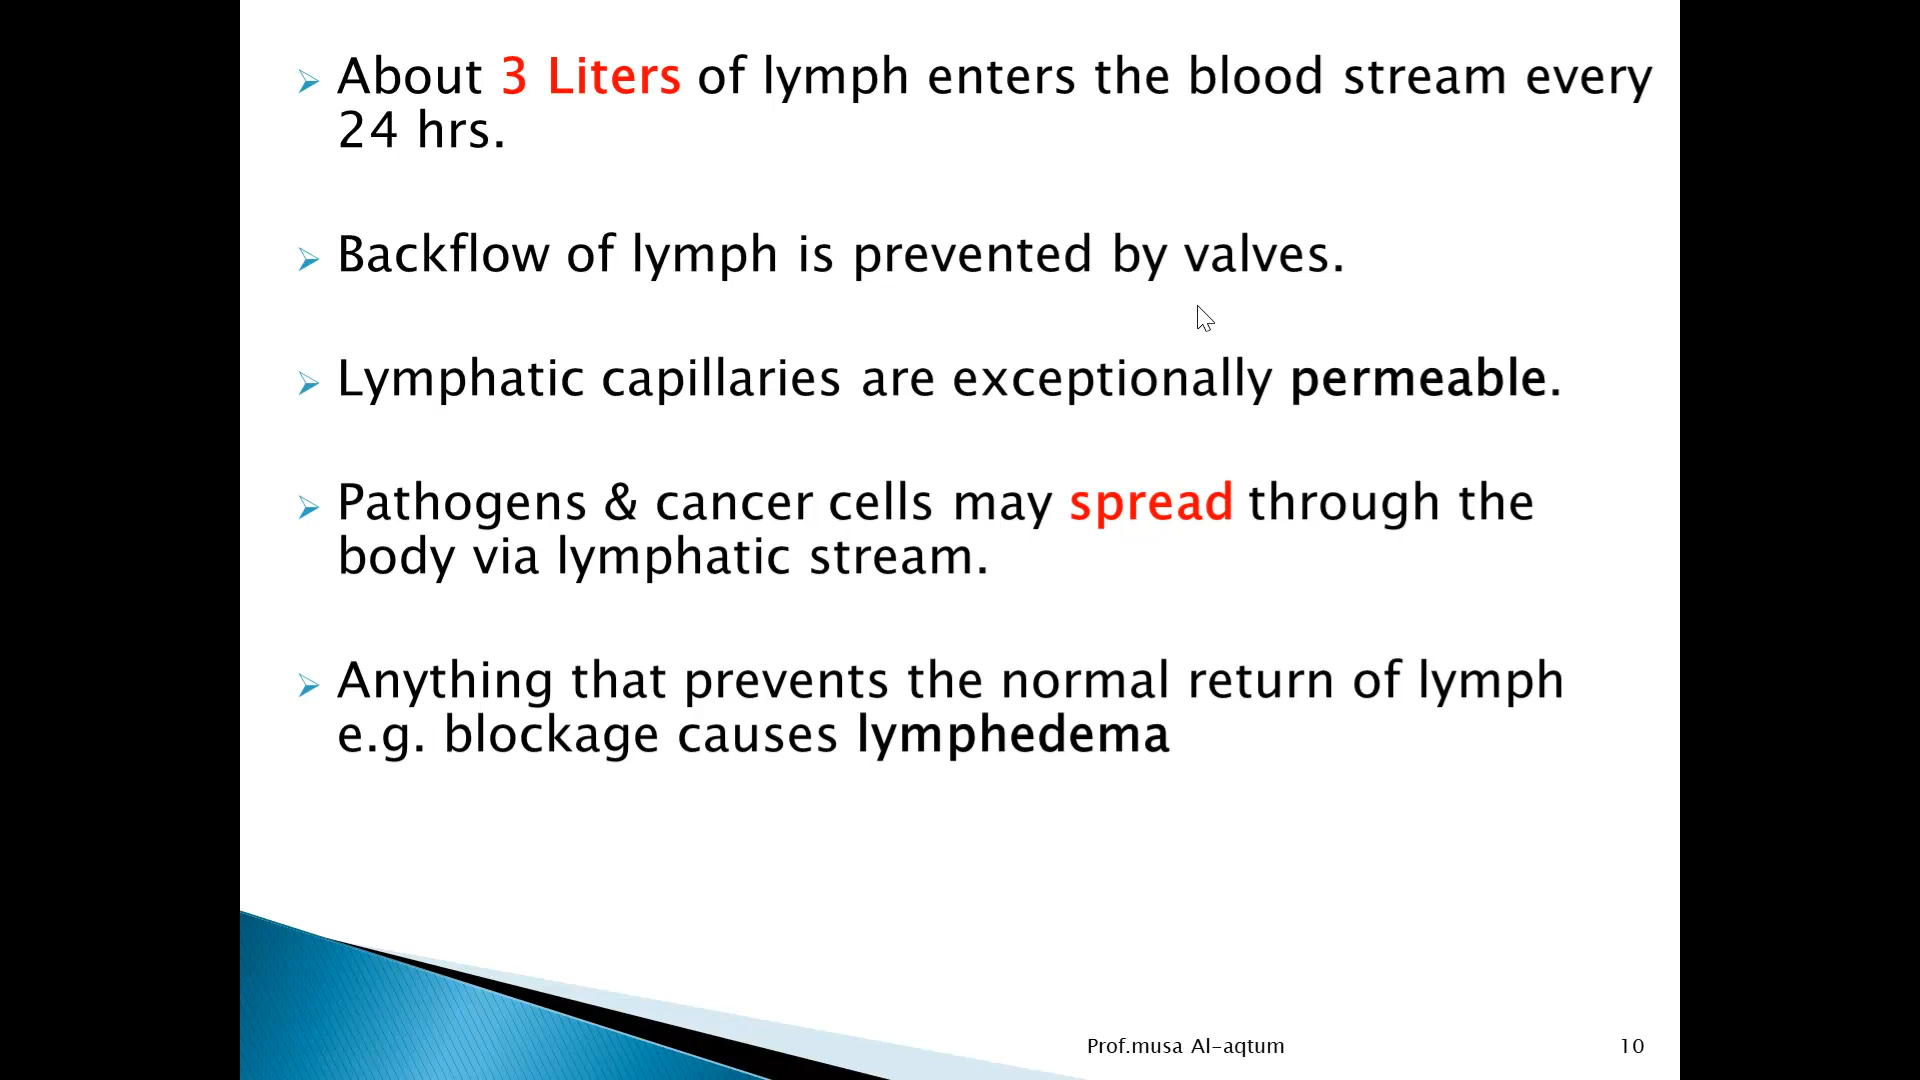 About 3 Liters of lymph enters the blood stream every
24 hrs.
Backflow of lymph is prevented by valves.
Lymphatic capillaries are exceptionally permeable.
Pathogens & cancer cells may spread through the
body via lymphatic stream.
Anything that prevents the normal return of lymph
e.g. blockage causes lymphedema
Prof.musa Al-aqtum
10